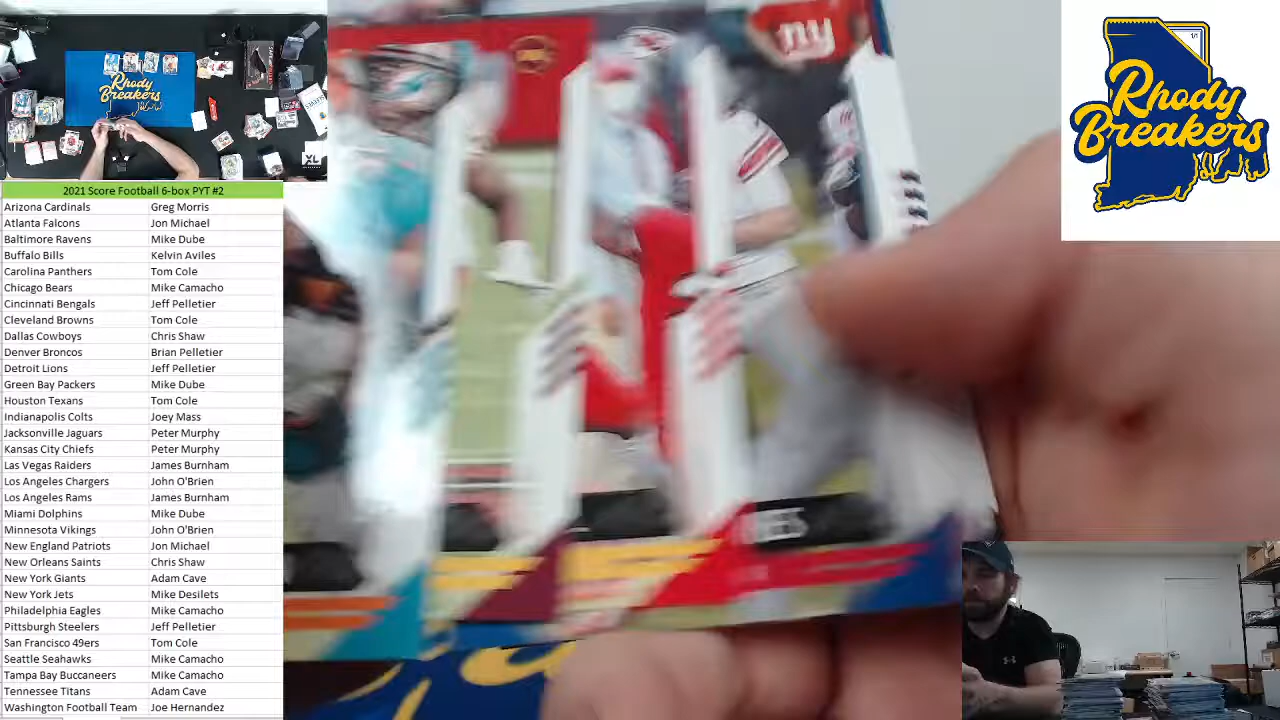 Rhody
Breakers
XL
ny
1/1
Rhody
Breakers
2021 Score Football 6-box PYT #2
Arizona Cardinals Greg Morris
Atlanta Falcons Jon Michael
Baltimore Ravens Mike Dube
Buffalo Bills Kelvin Aviles
Carolina Panthers Tom Cole
Chicago Bears Mike Camacho
Cincinnati Bengals Jeff Pelletier
Cleveland Browns Tom Cole
Dallas Cowboys Chris Shaw
Denver Broncos Brian Pelletier
Detroit Lions Jeff Pelletier
Green Bay Packers Mike Dube
Houston Texans Tom Cole
Indianapolis Colts Joey Mass
Jacksonville Jaguars Peter Murphy
Kansas City Chiefs Peter Murphy
Las Vegas Raiders James Burnham
Los Angeles Chargers John O'Brien
Los Angeles Rams James Burnham
Miami Dolphins Mike Dube
Minnesota Vikings John O'Brien
New England Patriots Jon Michael
New Orleans Saints Chris Shaw
New York Giants Adam Cave
New York Jets Mike Desilets
Philadelphia Eagles Mike Camacho
Pittsburgh Steelers Jeff Pelletier
San Francisco 49ers Tom Cole
Seattle Seahawks Mike Camacho
Tampa Bay Buccaneers Mike Camacho
Tennessee Titans Adam Cave
Washington Football Team Joe Hernandez